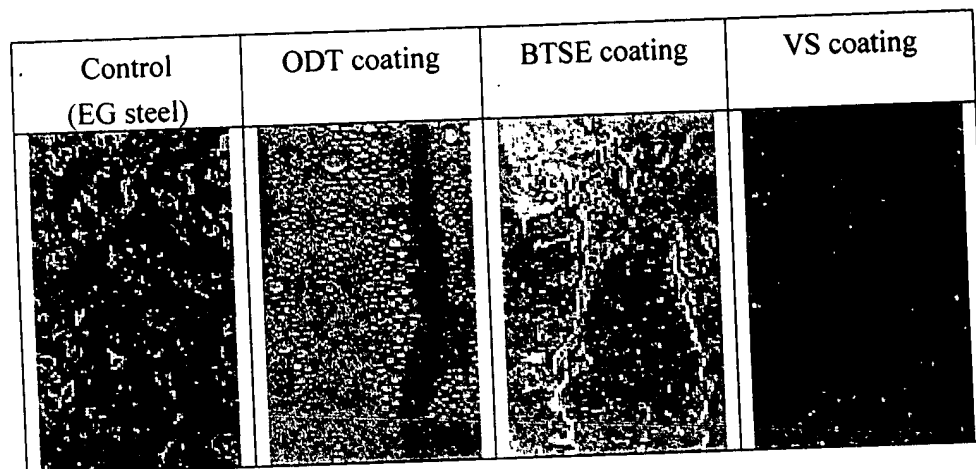 Control
(EG steel)
ODT coating
BTSE coating
VS coating